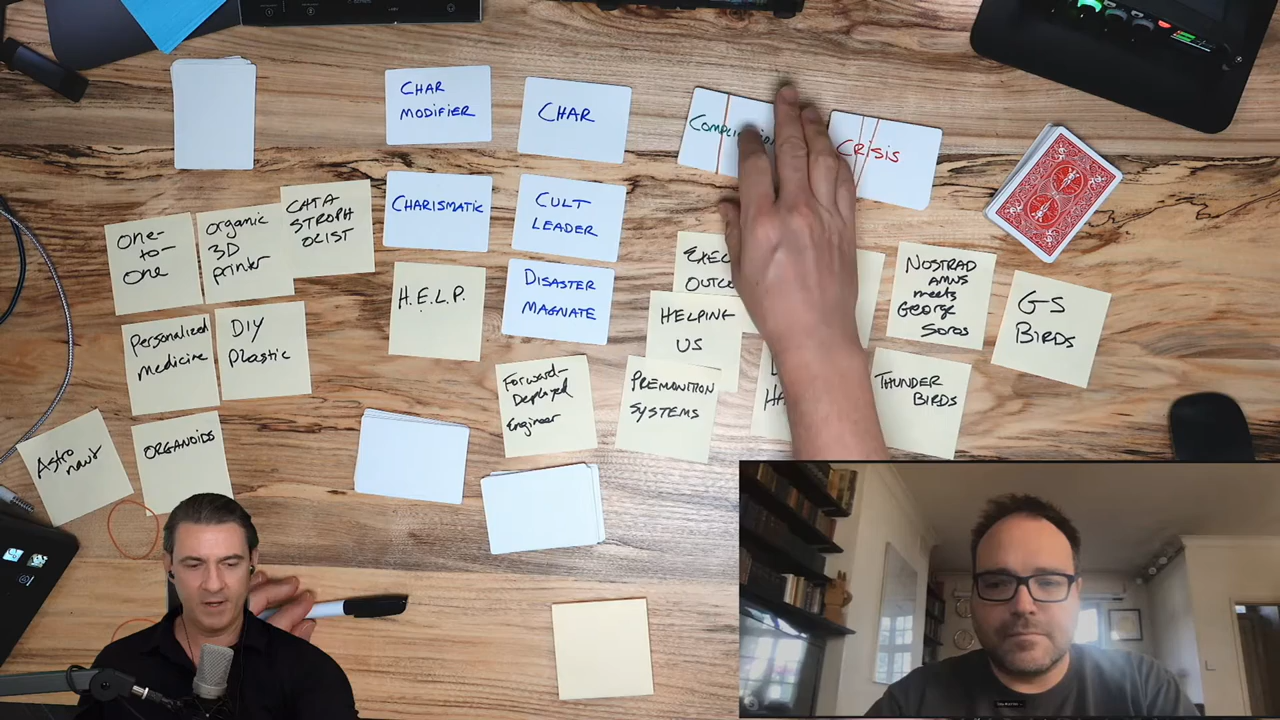 CHAR
MODIFIER
CHAR
CRISIS
CHARISMATIC
CULT
LEADER
ONE-
to-
one
organic
3D
printer
CATA
STROPH
OLIST
H.E.L.P.
DISASTER
MAGNATE
HELPING
US
NOSTRAD
AMUS
meets
George
Soros
GS
BIRDS
Personalized
medicine
DIY
Plastic
Forward-
Deployed
Engineer
PREMONITION
SYSTEMS
THUNDER
BIRDS
Astro
naut
ORGANOIDS